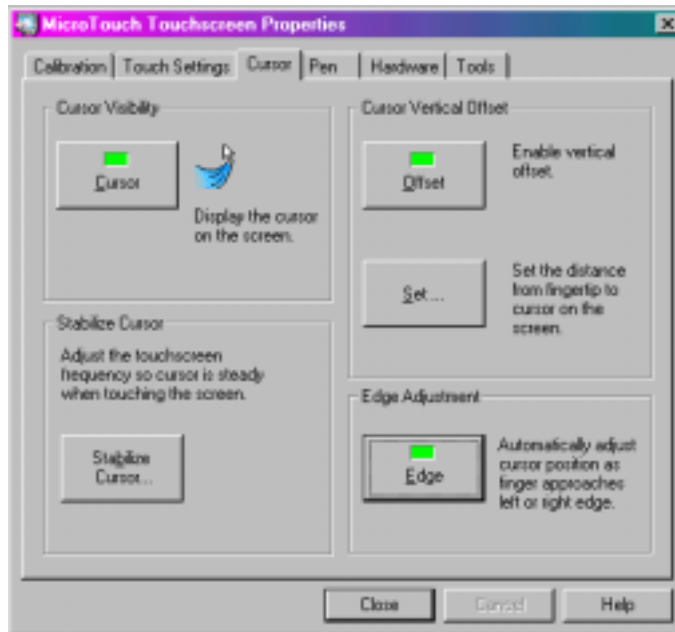 MicroTouch Touchscreen Properties
Calibration Touch Settings Cursor Pen Hardware Tools
Cursor Visibility
Cursor
Display the cursor
on the screen.
Stabilize Cursor
Adjust the touchscreen
frequency so cursor is steady
when touching the screen.
Stabilize
Cursor...
Cursor Vertical Offset
Offset
Enable vertical
offset.
Set...
Set the distance
from fingertip to
cursor on the
screen.
Edge Adjustment
Edge
Automatically adjust
cursor position as
finger approaches
left or right edge.
Close Cancel Help